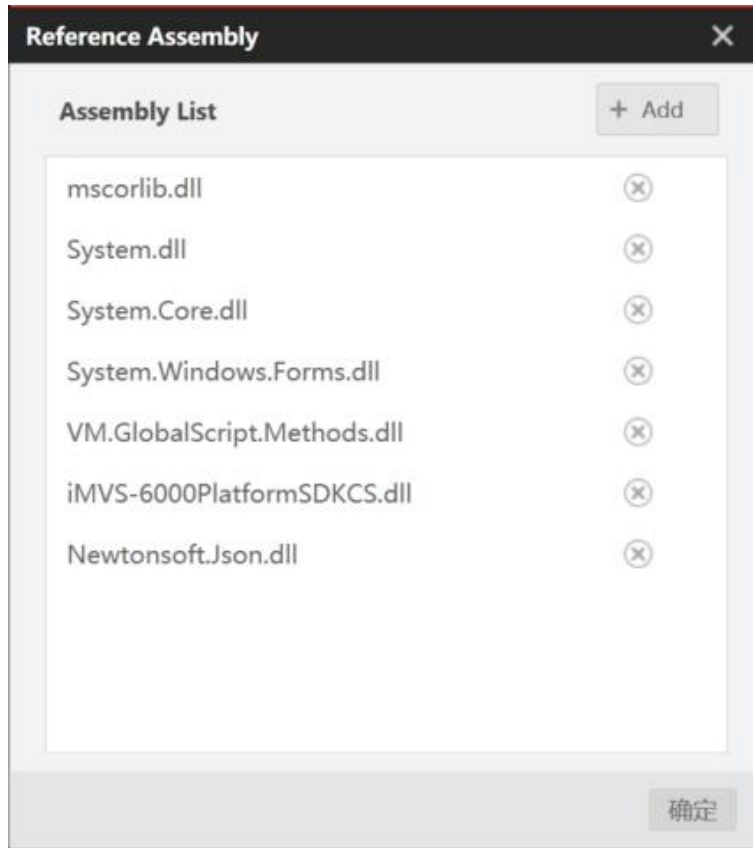 Reference Assembly
Assembly List
+ Add
mscorlib.dll
System.dll
System.Core.dll
System.Windows.Forms.dll
VM.GlobalScript.Methods.dll
iMVS-6000PlatformSDKCS.dll
Newtonsoft.Json.dll
确定